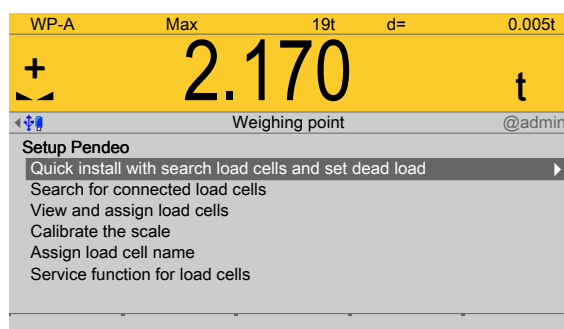 WP-A Max 19t d= 0.005t
+ 2.170 t
Weighing point @admin
Setup Pendeo
Quick install with search load cells and set dead load
Search for connected load cells
View and assign load cells
Calibrate the scale
Assign load cell name
Service function for load cells